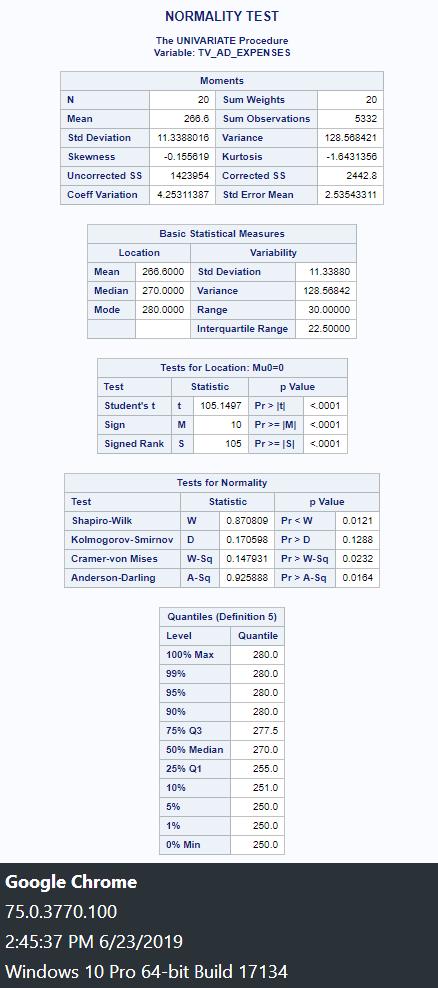 NORMALITY TEST
The UNIVARIATE Procedure
Variable: TV_AD_EXPENSES
Moments
N 20 Sum Weights 20
Mean 266.6 Sum Observations 5332
Std Deviation 11.3388016 Variance 128.568421
Skewness -0.155619 Kurtosis -1.6431356
Uncorrected SS 1423954 Corrected SS 2442.8
Coeff Variation 4.25311387 Std Error Mean 2.53543311
Basic Statistical Measures
Location Variability
Mean 266.6000 Std Deviation 11.33880
Median 270.0000 Variance 128.56842
Mode 280.0000 Range 30.00000
Interquartile Range 22.50000
Tests for Location: Mu0=0
Test Statistic p Value
Student's t t 105.1497 Pr > |t| <.0001
Sign M 10 Pr >= |M| <.0001
Signed Rank S 105 Pr >= |S| <.0001
Tests for Normality
Test Statistic p Value
Shapiro-Wilk W 0.870809 Pr < W 0.0121
Kolmogorov-Smirnov D 0.170598 Pr > D 0.1288
Cramer-von Mises W-Sq 0.147931 Pr > W-Sq 0.0232
Anderson-Darling A-Sq 0.925888 Pr > A-Sq 0.0164
Quantiles (Definition 5)
Level Quantile
100% Max 280.0
99% 280.0
95% 280.0
90% 280.0
75% Q3 277.5
50% Median 270.0
25% Q1 255.0
10% 251.0
5% 250.0
1% 250.0
0% Min 250.0
Google Chrome
75.0.3770.100
2:45:37 PM 6/23/2019
Windows 10 Pro 64-bit Build 17134